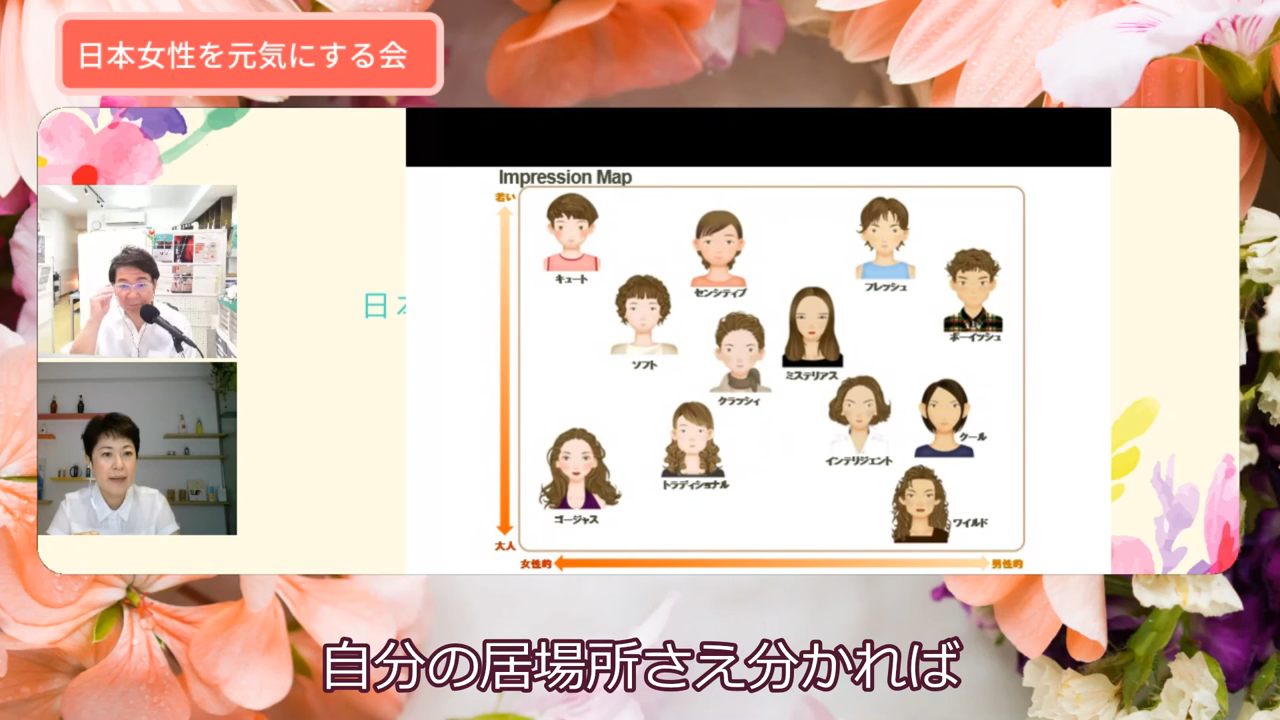 日本女性を元気にする会
日本
Impression Map
若い
キュート
センシティブ
フレッシュ
ボーイッシュ
ソフト
ミステリアス
クラッシィ
クール
インテリジェント
トラディショナル
ゴージャス
ワイルド
大人
女性的
男性的
自分の居場所さえ分かれば